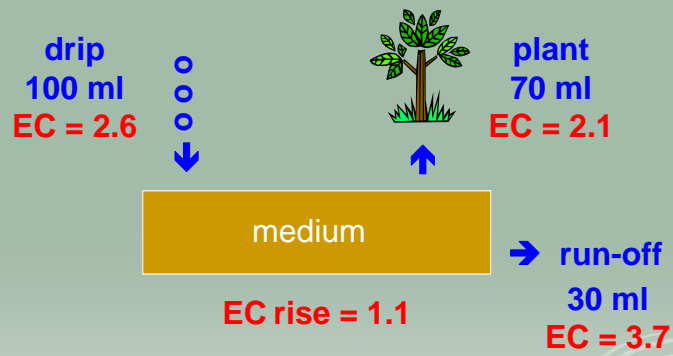 drip
100 ml
EC = 2.6
plant
70 ml
EC = 2.1
medium
EC rise = 1.1
➔ run-off
30 ml
EC = 3.7